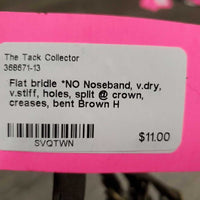 The Tack Collector
368671-13
Flat bridle *NO Noseband, v.dry,
v.stiff, holes, split @ crown,
creases, bent Brown H
SVQTWN
$11.00